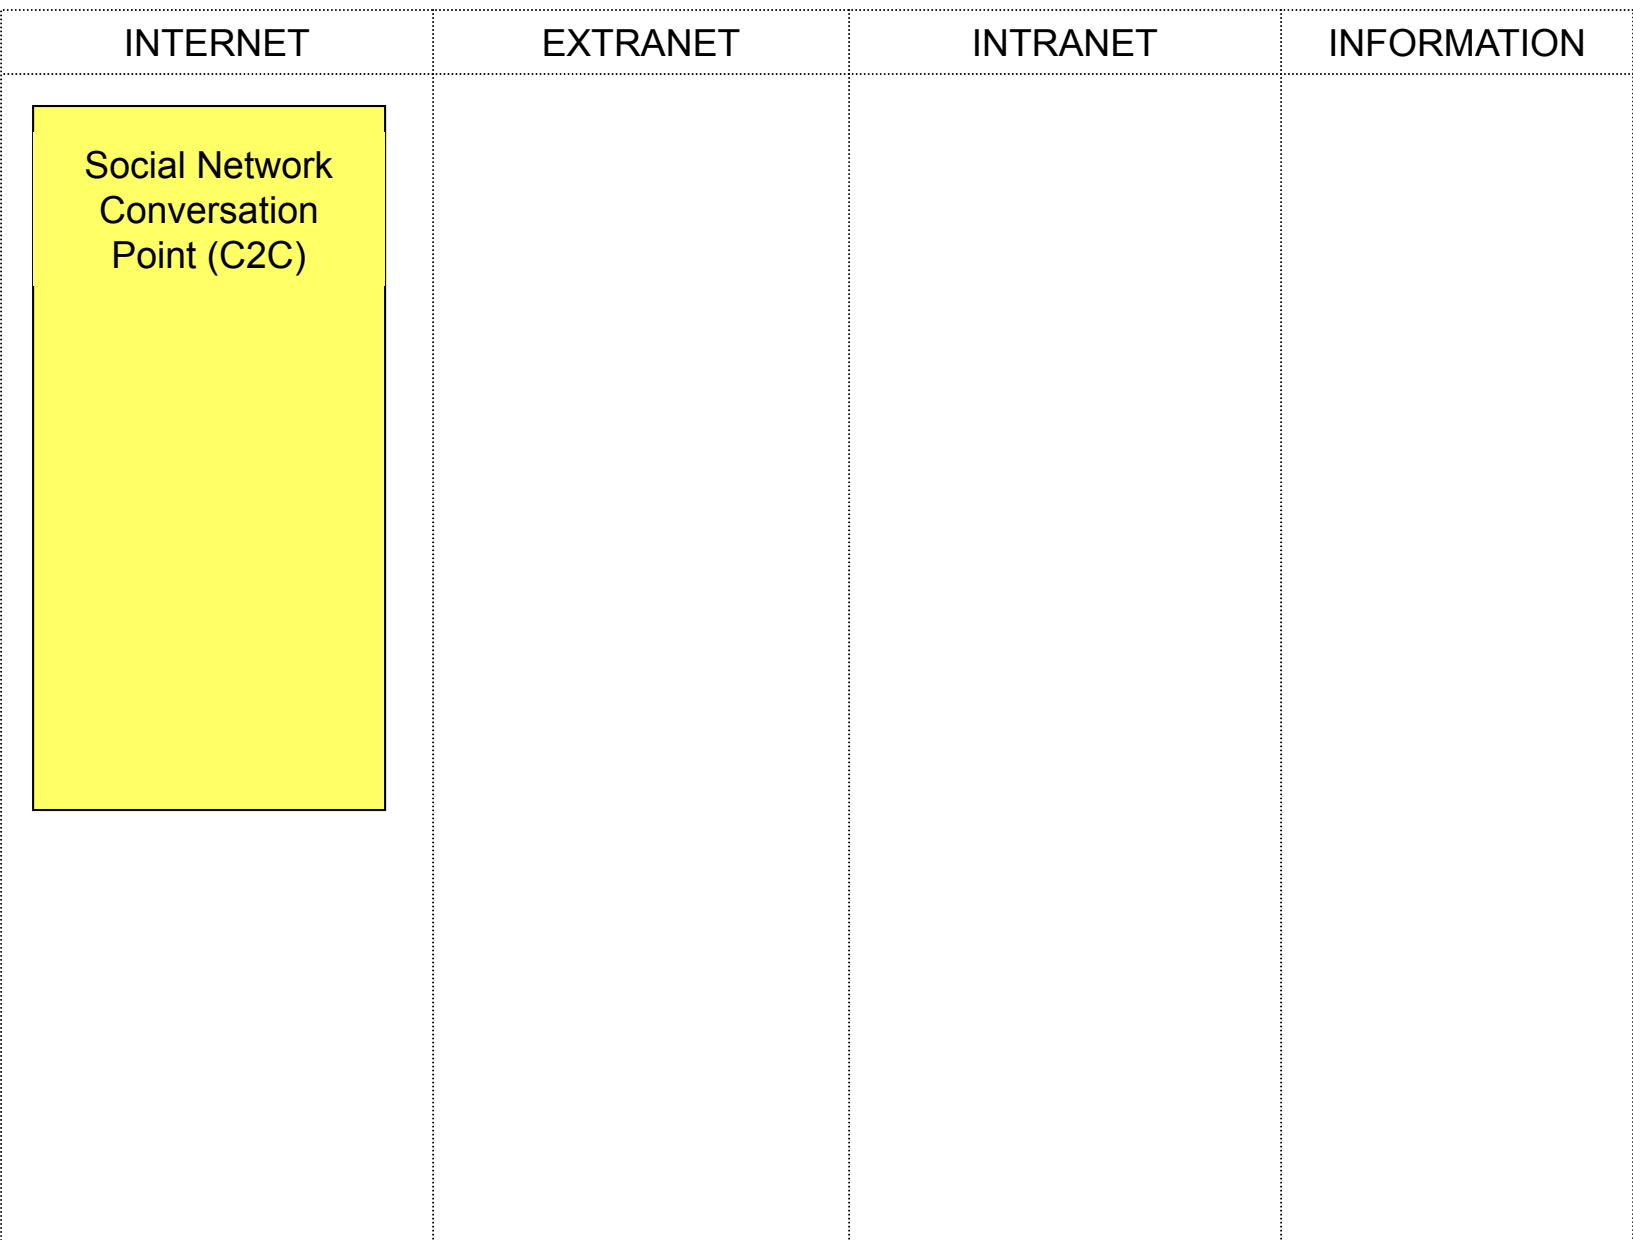 INTERNET EXTRANET INTRANET INFORMATION
Social Network
Conversation
Point (C2C)